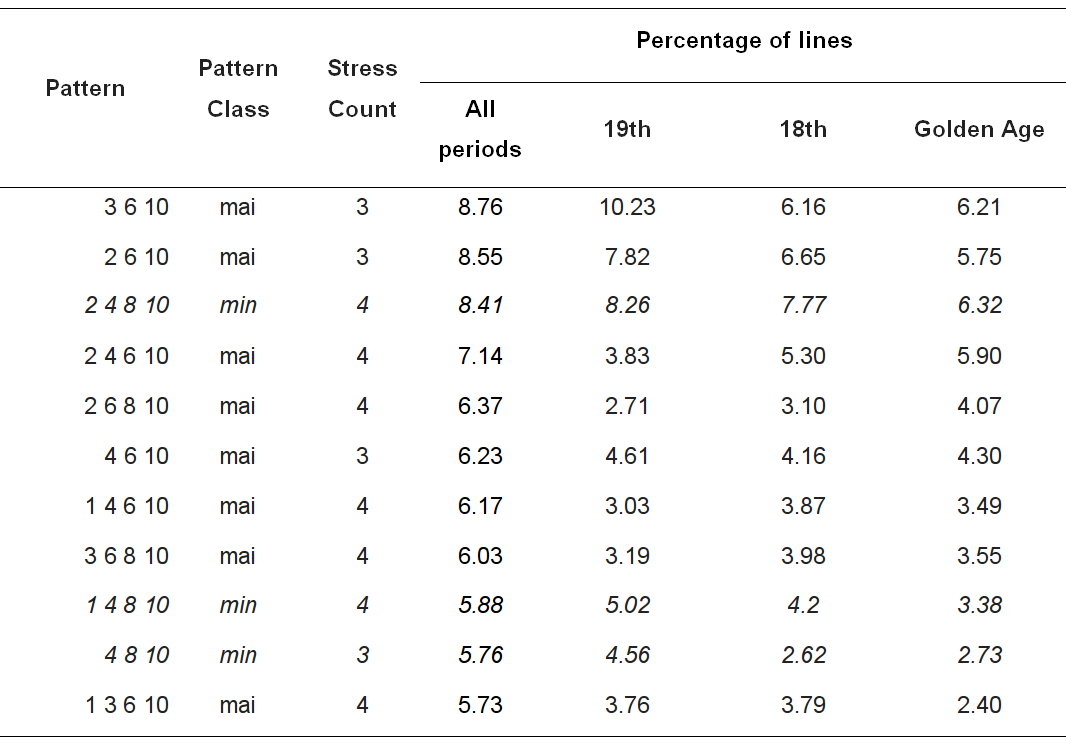 Percentage of lines
Pattern Pattern Class Stress Count All periods 19th 18th Golden Age
3 6 10 mai 3 8.76 10.23 6.16 6.21
2 6 10 mai 3 8.55 7.82 6.65 5.75
2 4 8 10 min 4 8.41 8.26 7.77 6.32
2 4 6 10 mai 4 7.14 3.83 5.30 5.90
2 6 8 10 mai 4 6.37 2.71 3.10 4.07
4 6 10 mai 3 6.23 4.61 4.16 4.30
1 4 6 10 mai 4 6.17 3.03 3.87 3.49
3 6 8 10 mai 4 6.03 3.19 3.98 3.55
1 4 8 10 min 4 5.88 5.02 4.2 3.38
4 8 10 min 3 5.76 4.56 2.62 2.73
1 3 6 10 mai 4 5.73 3.76 3.79 2.40